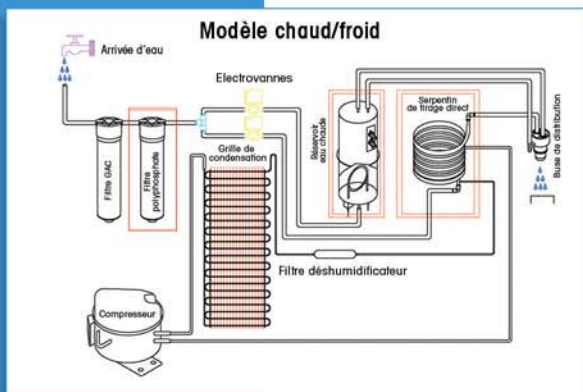 Modèle chaud/froid
Arrivée d'eau
Electrovannes
Filtre GAC
Filtre
polyphosphate
Grille de
condensation
Réservoir
eau chaude
Serpentin
de tirage direct
Buse de distribution
Filtre déshumidificateur
Compresseur